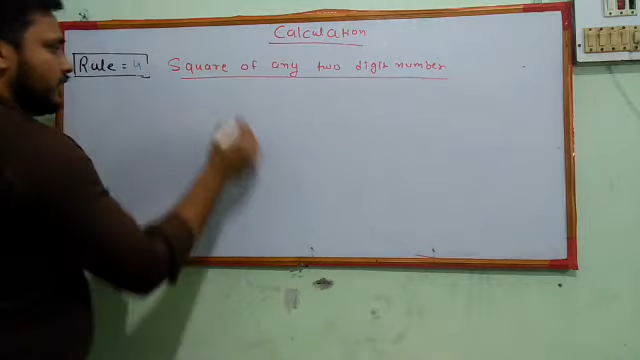 Calculation
Rule = 4 Square of any two digit number